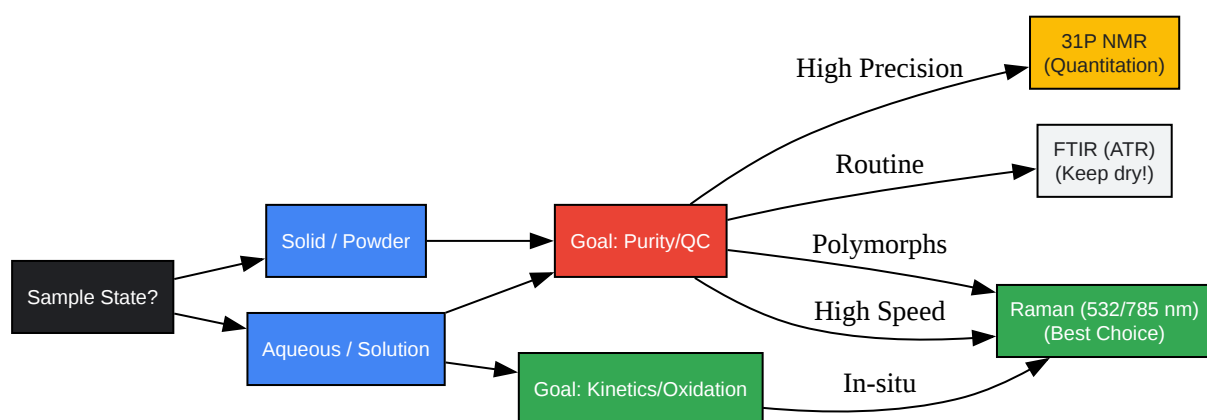 Sample State?
Solid / Powder
Aqueous / Solution
Goal: Purity/QC
Goal: Kinetics/Oxidation
High Precision
Routine
Polymorphs
High Speed
In-situ
31P NMR
(Quantitation)
FTIR (ATR)
(Keep dry!)
Raman (532/785 nm)
(Best Choice)